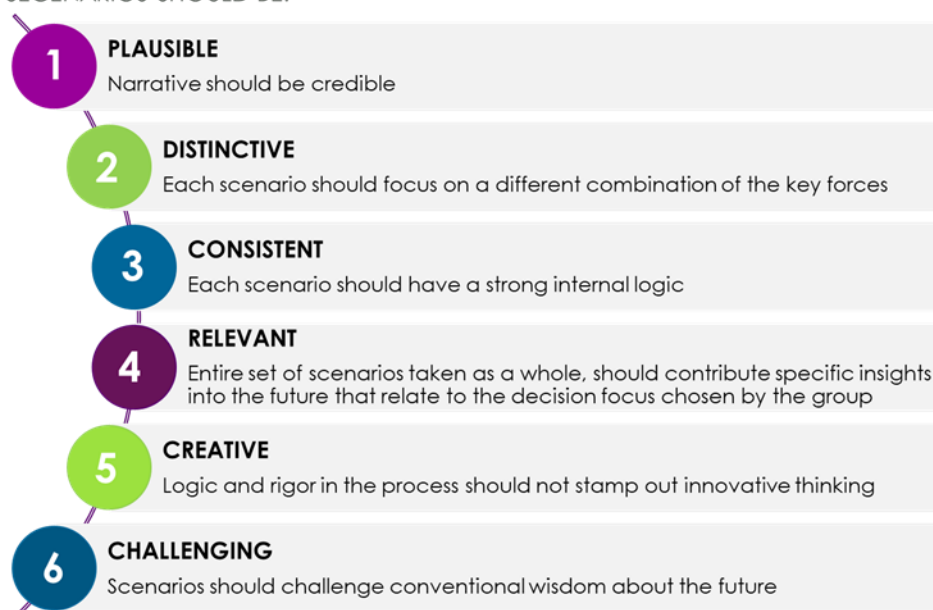 SCENARIOS SHOULD BE:
1
PLAUSIBLE
Narrative should be credible
2
DISTINCTIVE
Each scenario should focus on a different combination of the key forces
3
CONSISTENT
Each scenario should have a strong internal logic
4
RELEVANT
Entire set of scenarios taken as a whole, should contribute specific insights
into the future that relate to the decision focus chosen by the group
5
CREATIVE
Logic and rigor in the process should not stamp out innovative thinking
6
CHALLENGING
Scenarios should challenge conventional wisdom about the future